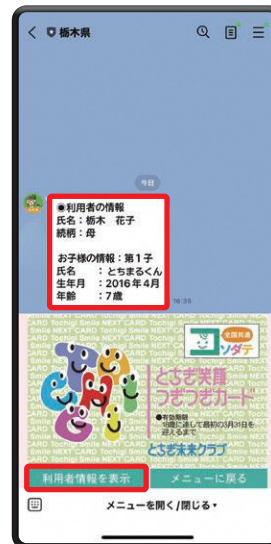 栃木県
今日
●利用者の情報
氏名：栃木　花子
続柄：母
お子様の情報：第1子
氏名　　：とちまるくん
生年月　：2016年4月
年齢　　：7歳
16:36
全国共通
ソダテ
とちぎ笑顔
つぎつぎカード
●有効期限
18歳に達して最初の3月31日を
迎えるまで
とちぎ未来クラブ
利用者情報を表示
メニューに戻る
メニューを開く/閉じる▾